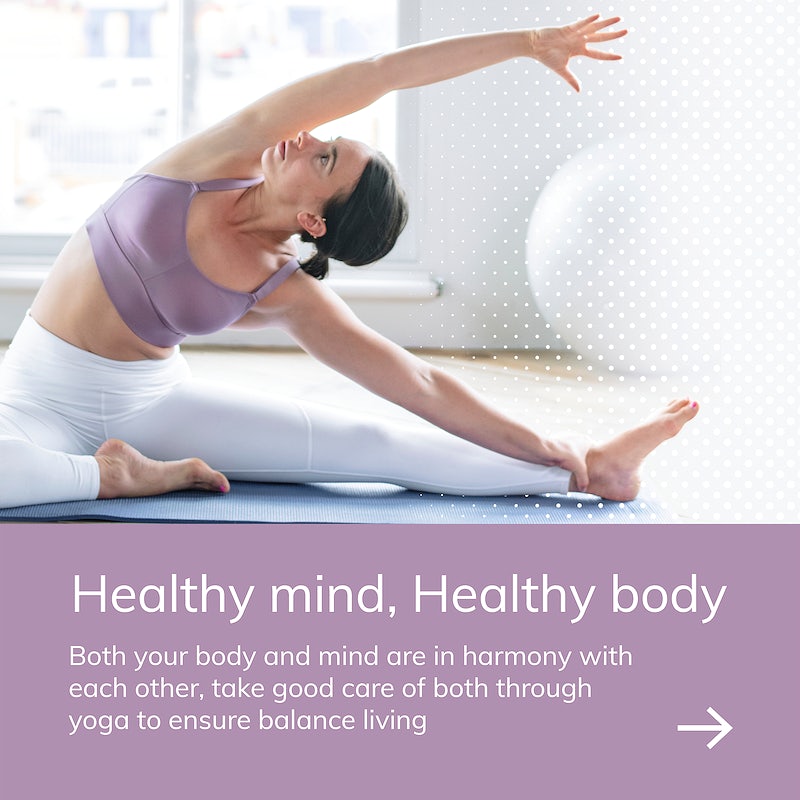 Healthy mind, Healthy body
Both your body and mind are in harmony with
each other, take good care of both through
yoga to ensure balance living